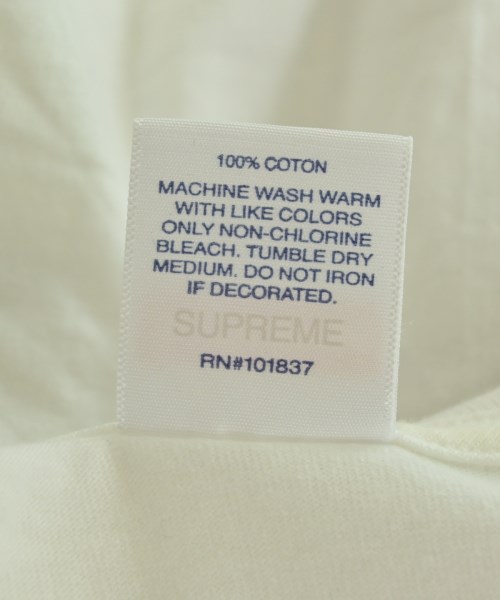 100% COTON
MACHINE WASH WARM
WITH LIKE COLORS
ONLY NON-CHLORINE
BLEACH. TUMBLE DRY
MEDIUM. DO NOT IRON
IF DECORATED.
SUPREME
RN#101837